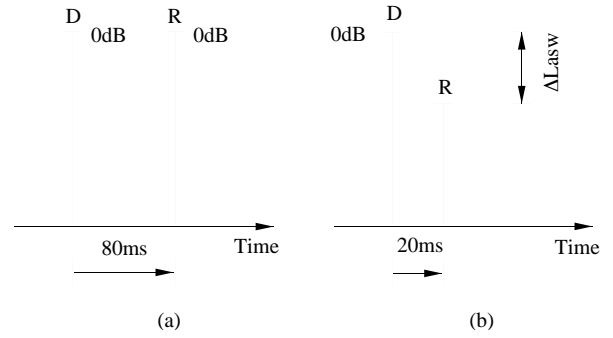 D R
0dB 0dB
80ms
Time
(a)
D
0dB
R
ΔLasw
20ms
Time
(b)